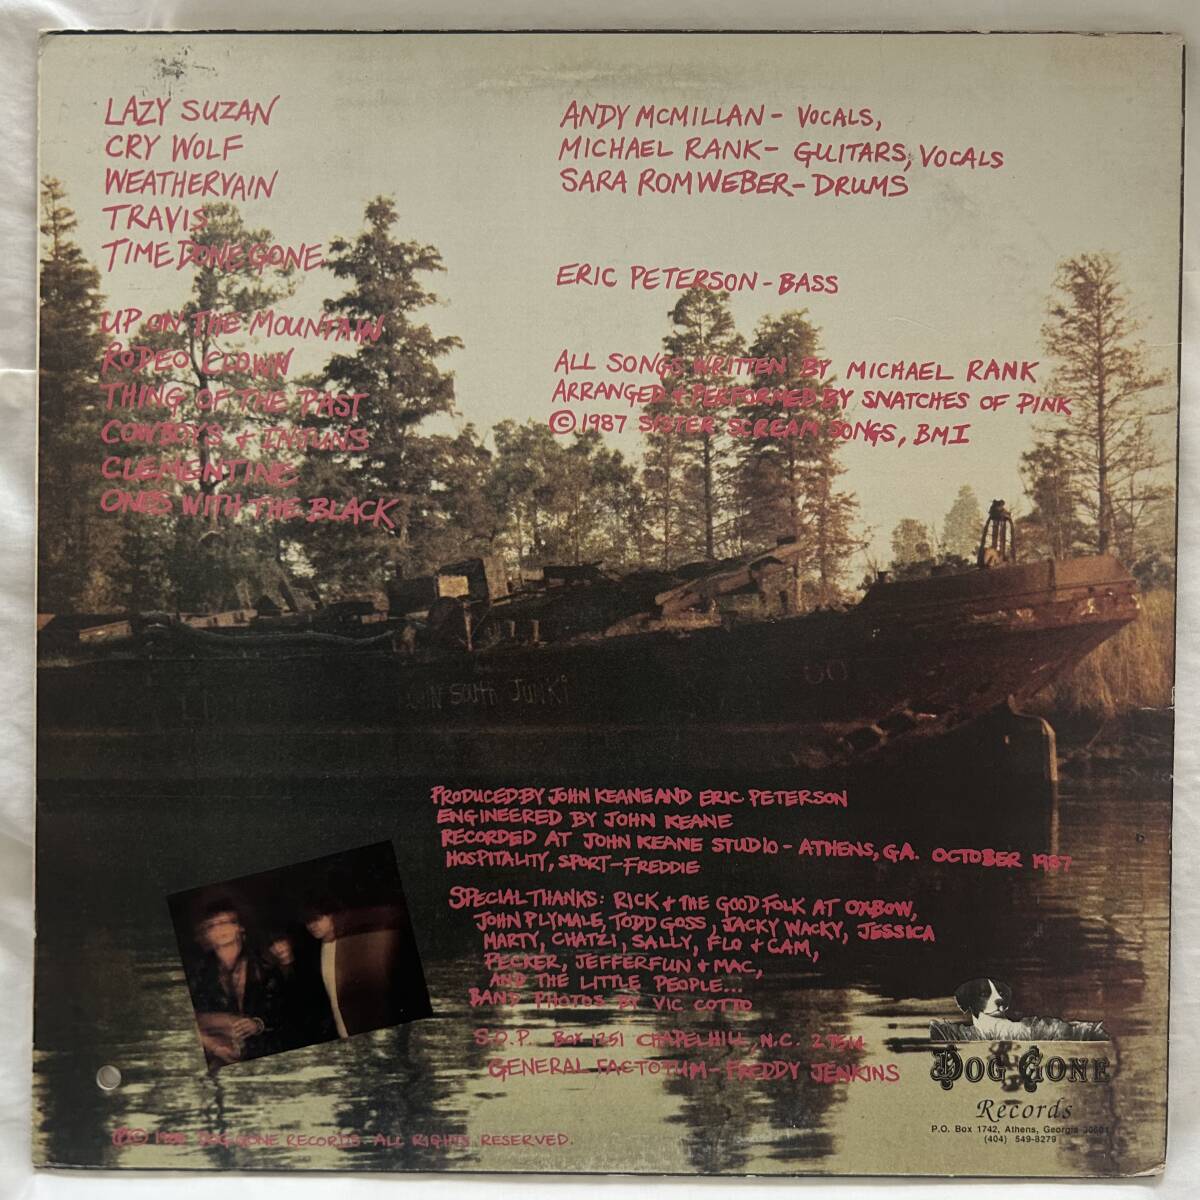 LAZY SUZAN
CRY WOLF
WEATHERVAIN
TRAVIS
TIME DONE GONE
UP ON THE MOUNTAIN
RODEO CLOWN
THING OF THE PAST
COWBOYS + INJUNS
CLEMENTINE
ONES WITH THE BLACK
ANDY MCMILLAN - VOCALS,
MICHAEL RANK - GUITARS, VOCALS
SARA ROMWEBER - DRUMS
ERIC PETERSON - BASS
ALL SONGS WRITTEN BY MICHAEL RANK
ARRANGED + PERFORMED BY SNATCHES OF PINK
© 1987 SISTER SCREAM SONGS, BMI
SOUTH JUNKI
PRODUCED BY JOHN KEANE AND ERIC PETERSON
ENGINEERED BY JOHN KEANE
RECORDED AT JOHN KEANE STUDIO - ATHENS, GA. OCTOBER 1987
HOSPITALITY, SPORT - FREDDIE
SPECIAL THANKS: RICK + THE GOOD FOLK AT OXBOW,
JOHN PLYMALE, TODD GOSS, JACKY WACKY, JESSICA
MARTY, CHATZI, SALLY, FLO + CAM,
PECKER, JEFFERFUN + MAC,
AND THE LITTLE PEOPLE...
BAND PHOTOS BY VIC COTTO
S.O.P. BOX 1251 CHAPEL HILL, N.C. 27514
GENERAL FACTOTUM - FREDDY JENKINS
DOG GONE
Records
P.O. Box 1742, Athens, Georgia
(404) 549-8279
℗© DOG GONE RECORDS ALL RIGHTS RESERVED.